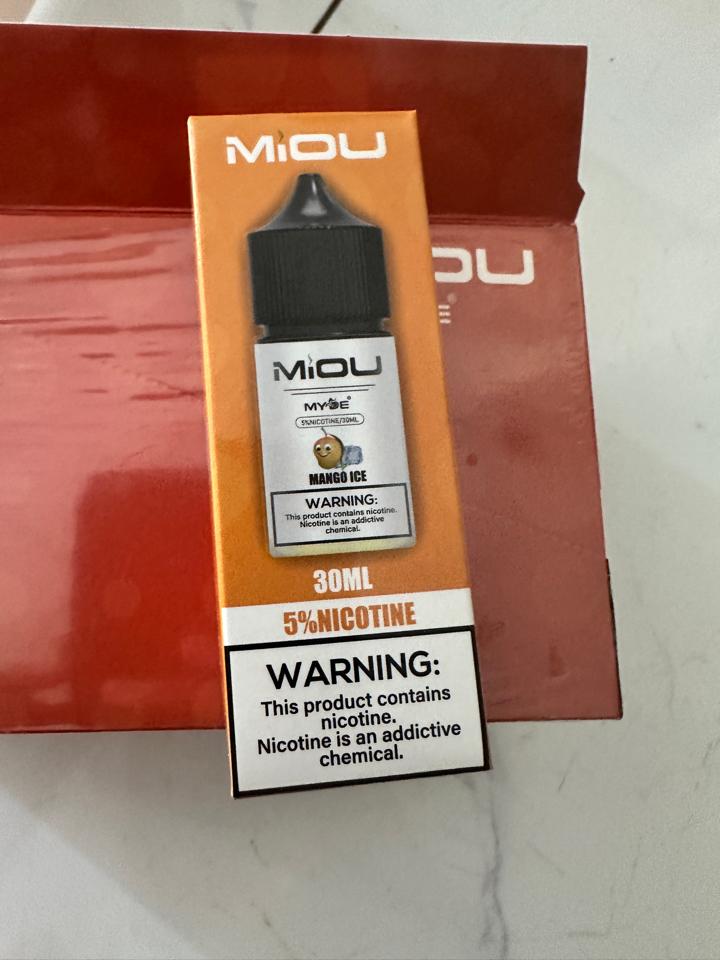 MiOU
MiOU
MYDE®
5%NICOTINE/30ML
MANGO ICE
WARNING:
This product contains nicotine.
Nicotine is an addictive
chemical.
30ML
5%NICOTINE
WARNING:
This product contains
nicotine.
Nicotine is an addictive
chemical.
OU